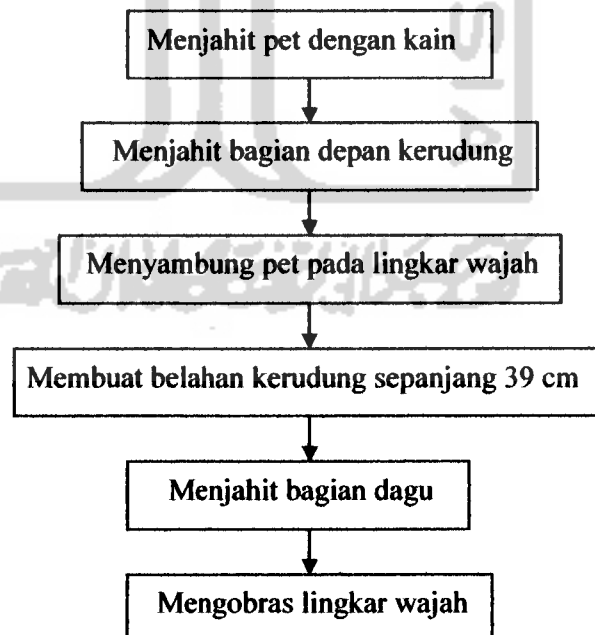 Menjahit pet dengan kain
Menjahit bagian depan kerudung
Menyambung pet pada lingkar wajah
Membuat belahan kerudung sepanjang 39 cm
Menjahit bagian dagu
Mengobras lingkar wajah